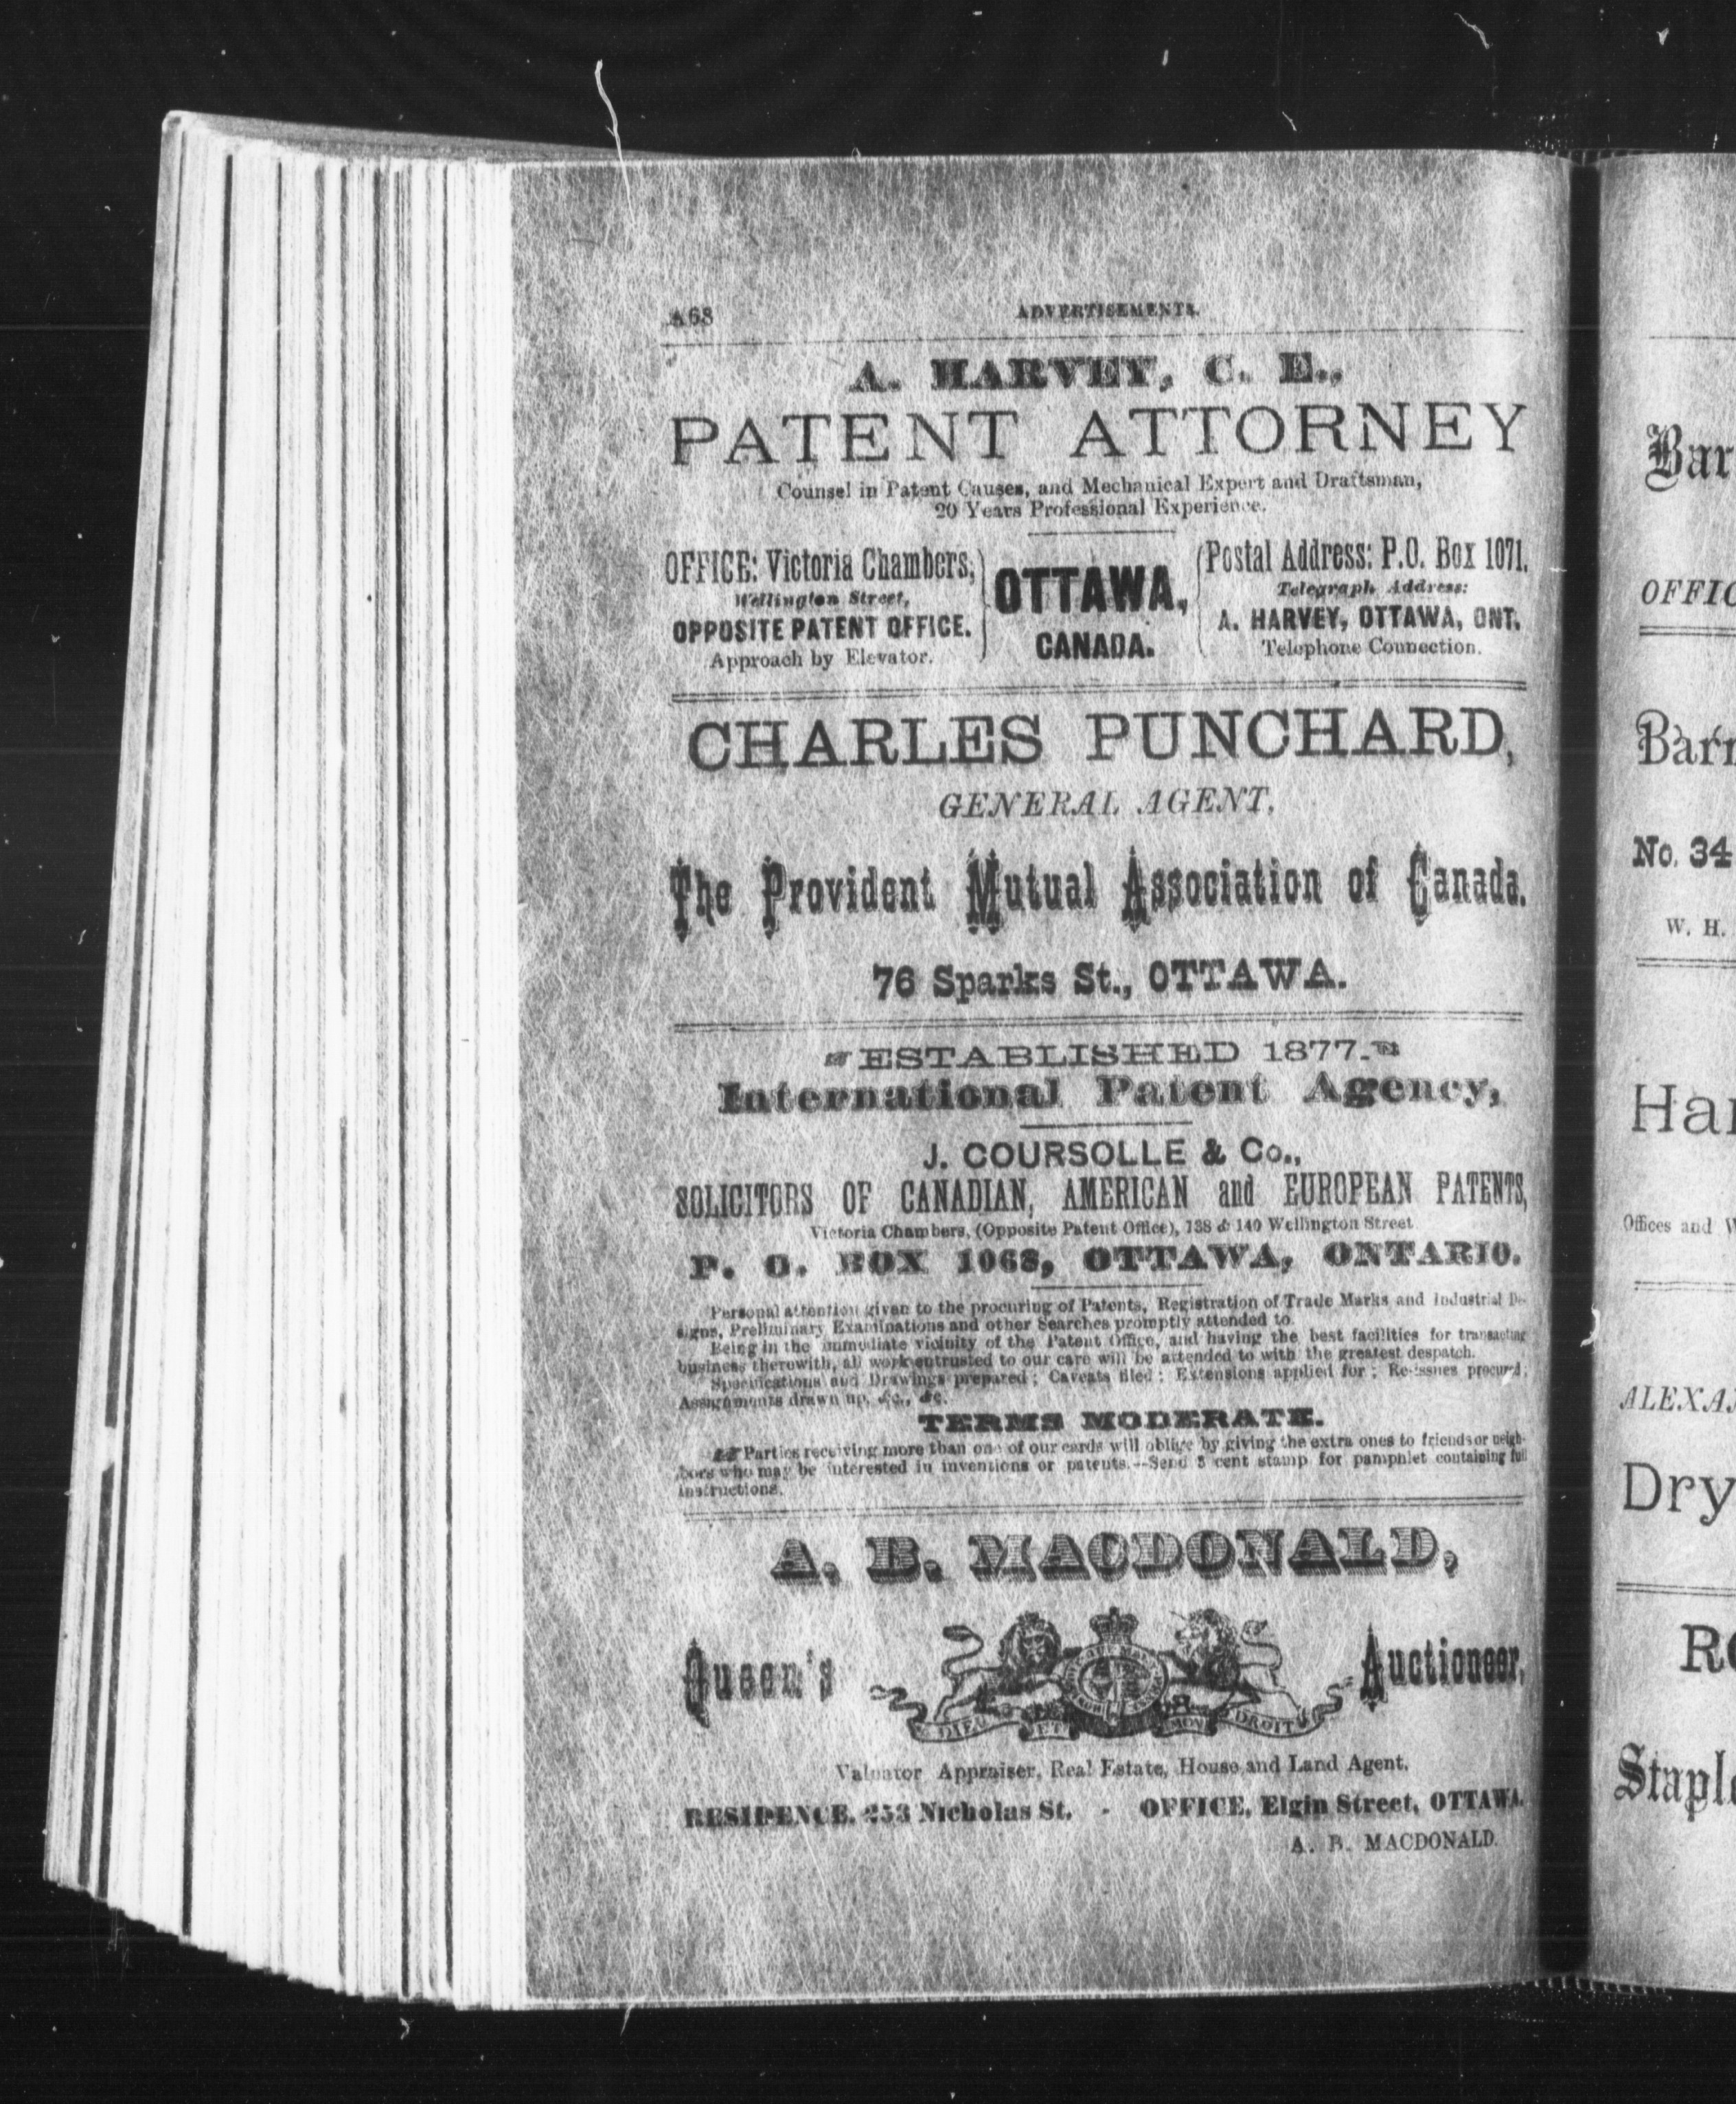 A68
ADVERTISEMENTS.
A. HARVEY, C. E.,
PATENT ATTORNEY
Counsel in Patent Causes, and Mechanical Expert and Draftsman,
20 Years Professional Experience.
OFFICE: Victoria Chambers,
Wellington Street,
OPPOSITE PATENT OFFICE.
Approach by Elevator.
OTTAWA,
CANADA.
Postal Address: P.O. Box 1071,
Telegraph Address:
A. HARVEY, OTTAWA, ONT.
Telephone Connection.
CHARLES PUNCHARD,
GENERAL AGENT,
The Provident Mutual Association of Canada.
76 Sparks St., OTTAWA.
ESTABLISHED 1877.
International Patent Agency,
J. COURSOLLE & Co.,
SOLICITORS OF CANADIAN, AMERICAN and EUROPEAN PATENTS,
Victoria Chambers, (Opposite Patent Office), 138 & 140 Wellington Street
P. O. BOX 1068, OTTAWA, ONTARIO.
Personal attention given to the procuring of Patents, Registration of Trade Marks and Industrial De-
signs, Preliminary Examinations and other Searches promptly attended to.
Being in the immediate vicinity of the Patent Office, and having the best facilities for transacting
business therewith, all work entrusted to our care will be attended to with the greatest despatch.
Specifications and Drawings prepared; Caveats filed; Extensions applied for; Re-issues procured;
Assignments drawn up, &c., &c.
TERMS MODERATE.
Parties receiving more than one of our cards will oblige by giving the extra ones to friends or neigh-
bors who may be interested in inventions or patents.--Send 3 cent stamp for pamphlet containing full
instructions.
A. B. MACDONALD,
Queen's
Auctioneer,
DIEU ET MON DROIT
Valuator Appraiser, Real Estate, House and Land Agent.
RESIDENCE, 253 Nicholas St. - OFFICE, Elgin Street, OTTAWA.
A. B. MACDONALD.
Bar
OFFIC
Barr
No. 34
W. H.
Har
Offices and W
ALEXA
Dry
RO
Staple